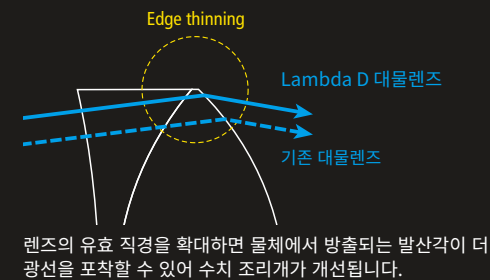 Edge thinning
Lambda D 대물렌즈
기존 대물렌즈
렌즈의 유효 직경을 확대하면 물체에서 방출되는 발산각이 더
광선을 포착할 수 있어 수치 조리개가 개선됩니다.